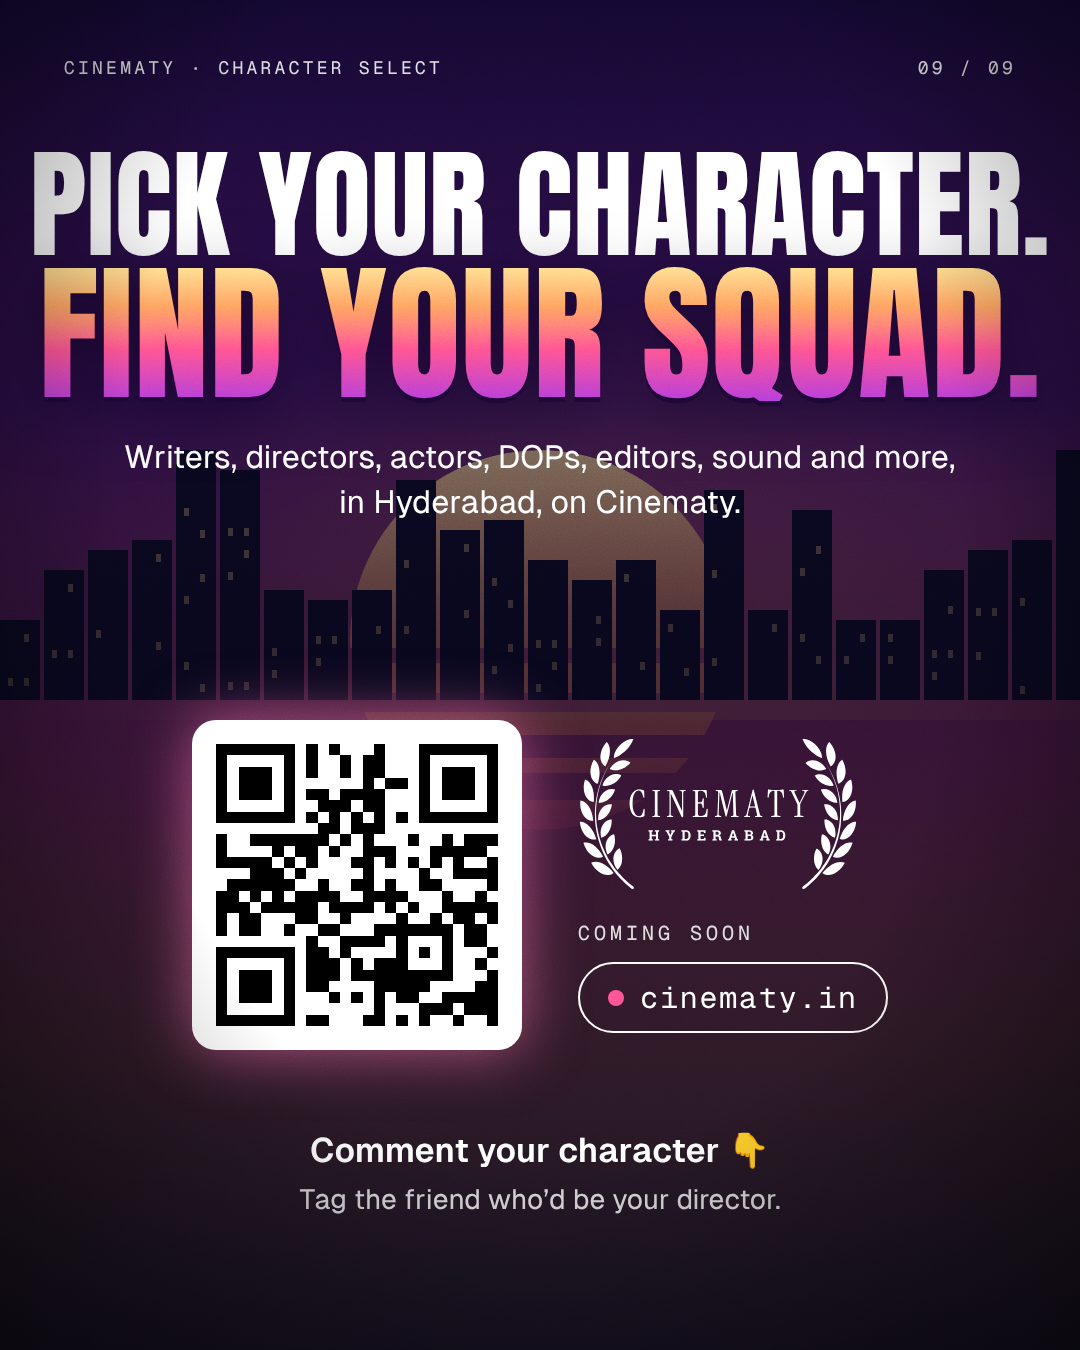 CINEMATY · CHARACTER SELECT
09 / 09
PICK YOUR CHARACTER.
FIND YOUR SQUAD.
Writers, directors, actors, DOPs, editors, sound and more,
in Hyderabad, on Cinematy.
CINEMATY
HYDERABAD
COMING SOON
cinematy.in
Comment your character 👇
Tag the friend who’d be your director.